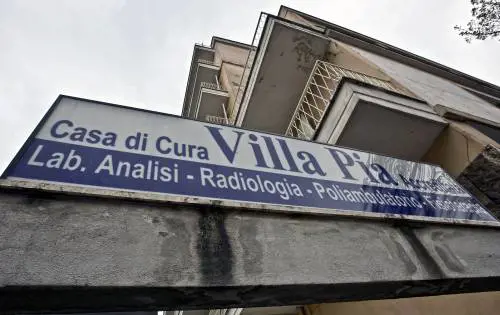 Casa di Cura Villa Pia
Lab. Analisi - Radiologia - Poliambulatorio -